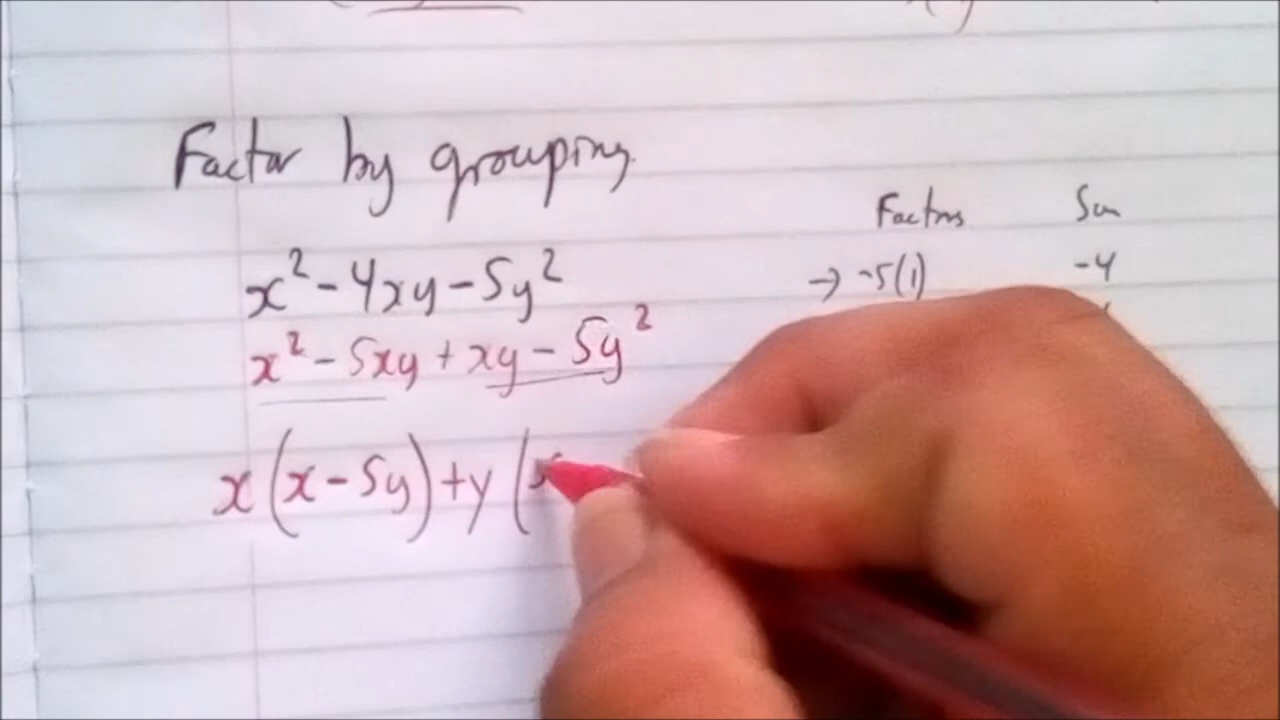 Factor by grouping.
Factors Sum
x² - 4xy - 5y² → -5(1) -4
x² - 5xy + xy - 5y²
x(x - 5y) + y(x